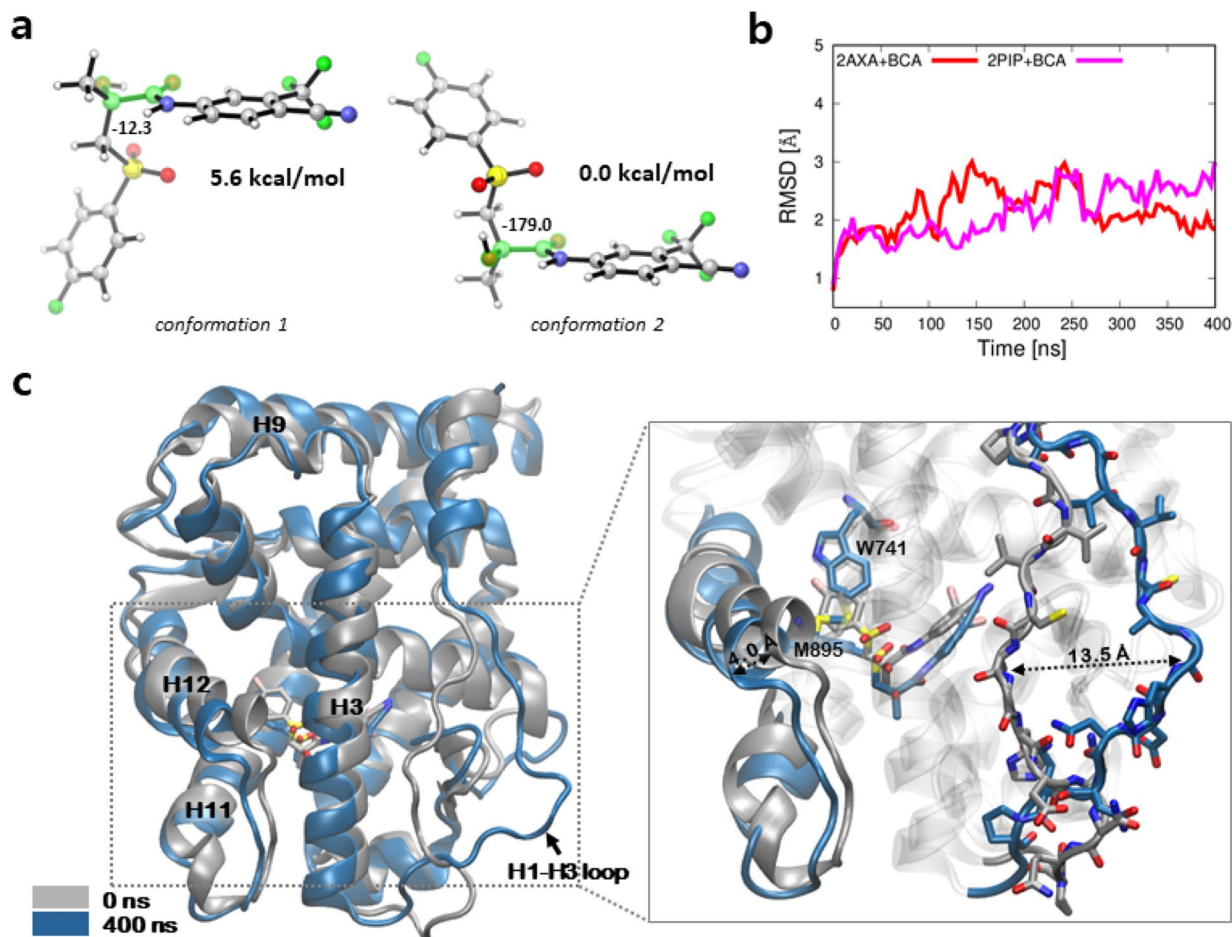 a
-12.3
5.6 kcal/mol
conformation 1
0.0 kcal/mol
-179.0
conformation 2
b
2AXA+BCA 2PIP+BCA
RMSD [Å]
5
4
3
2
1
0 50 100 150 200 250 300 350 400
Time [ns]
c
H9
H12
H3
H11
H1-H3 loop
0 ns
400 ns
W741
M895
4.0 Å
13.5 Å